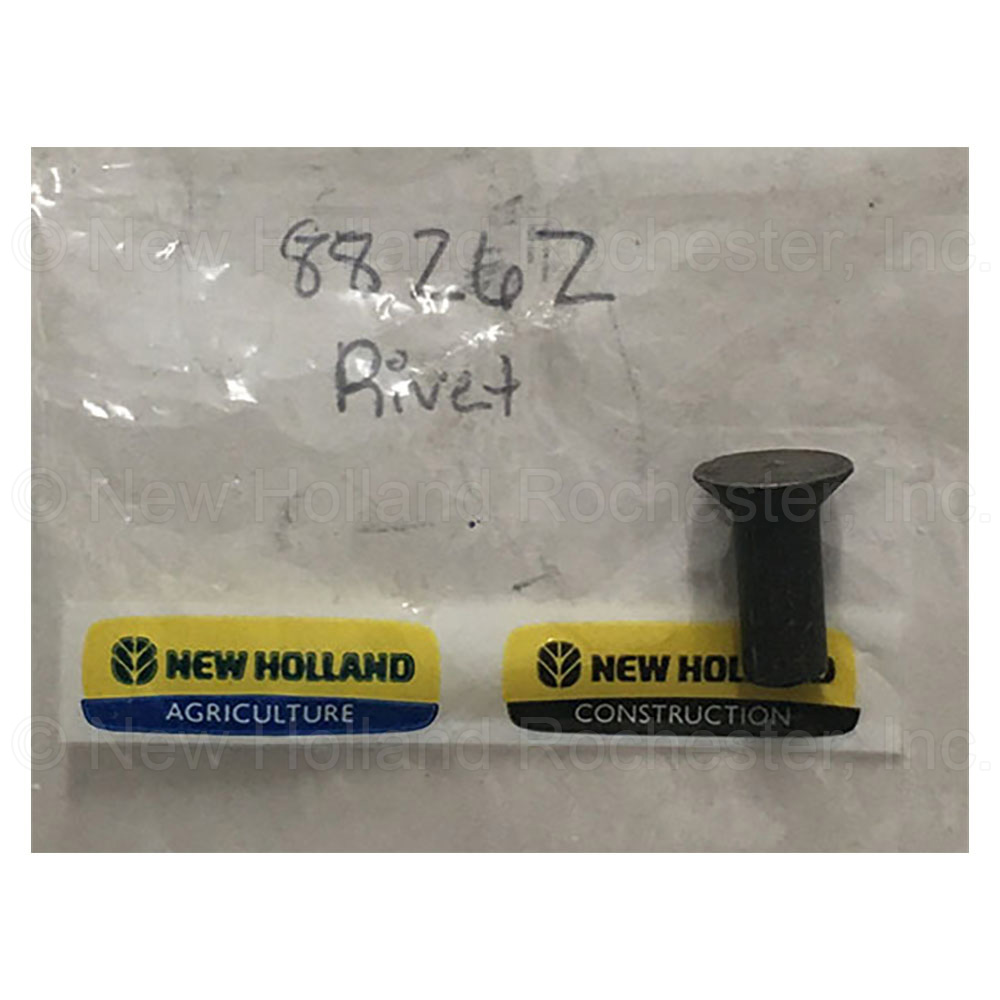 © New Holland Rochester, Inc.
88262
Rivet
© New Holland Rochester, Inc.
NEW HOLLAND
AGRICULTURE
NEW HOLLAND
CONSTRUCTION
© New Holland Rochester, Inc.